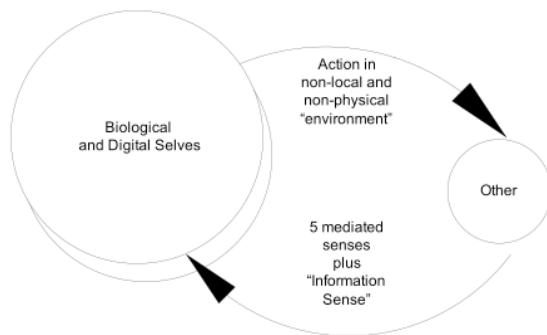 Action in
non-local and
non-physical
“environment”
Biological
and Digital Selves
Other
5 mediated
senses
plus
“Information
Sense”